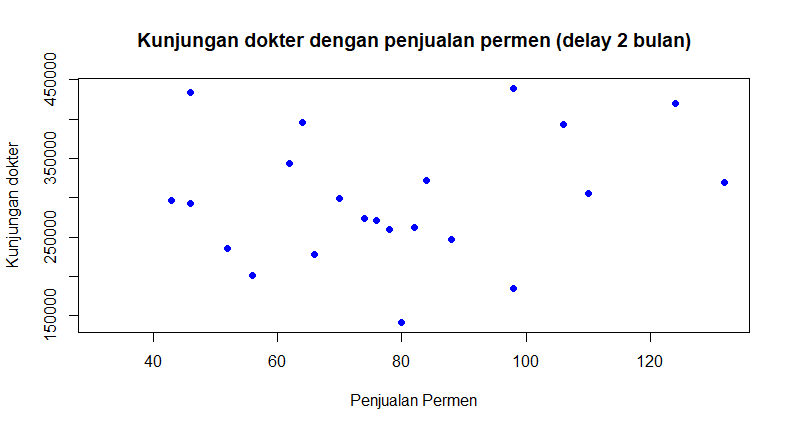 Kunjungan dokter dengan penjualan permen (delay 2 bulan)
Kunjungan dokter
450000
350000
250000
150000
40 60 80 100 120
Penjualan Permen